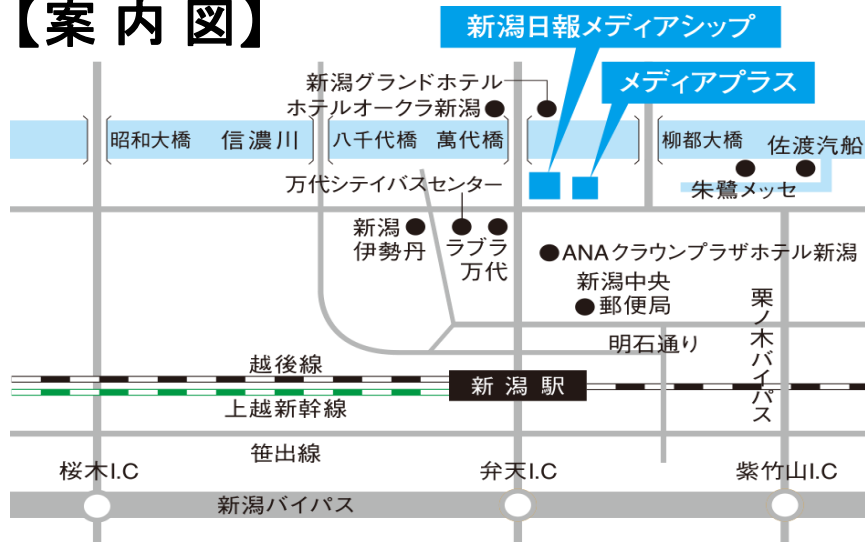 【案内図】
新潟日報メディアシップ
メディアプラス
新潟グランドホテル
ホテルオークラ新潟
昭和大橋
信濃川
八千代橋
萬代橋
柳都大橋
佐渡汽船
朱鷺メッセ
万代シテイバスセンター
新潟
伊勢丹
ラブラ
万代
ANAクラウンプラザホテル新潟
新潟中央
郵便局
明石通り
栗ノ木バイパス
越後線
新潟駅
上越新幹線
笹出線
桜木I.C
弁天I.C
紫竹山I.C
新潟バイパス